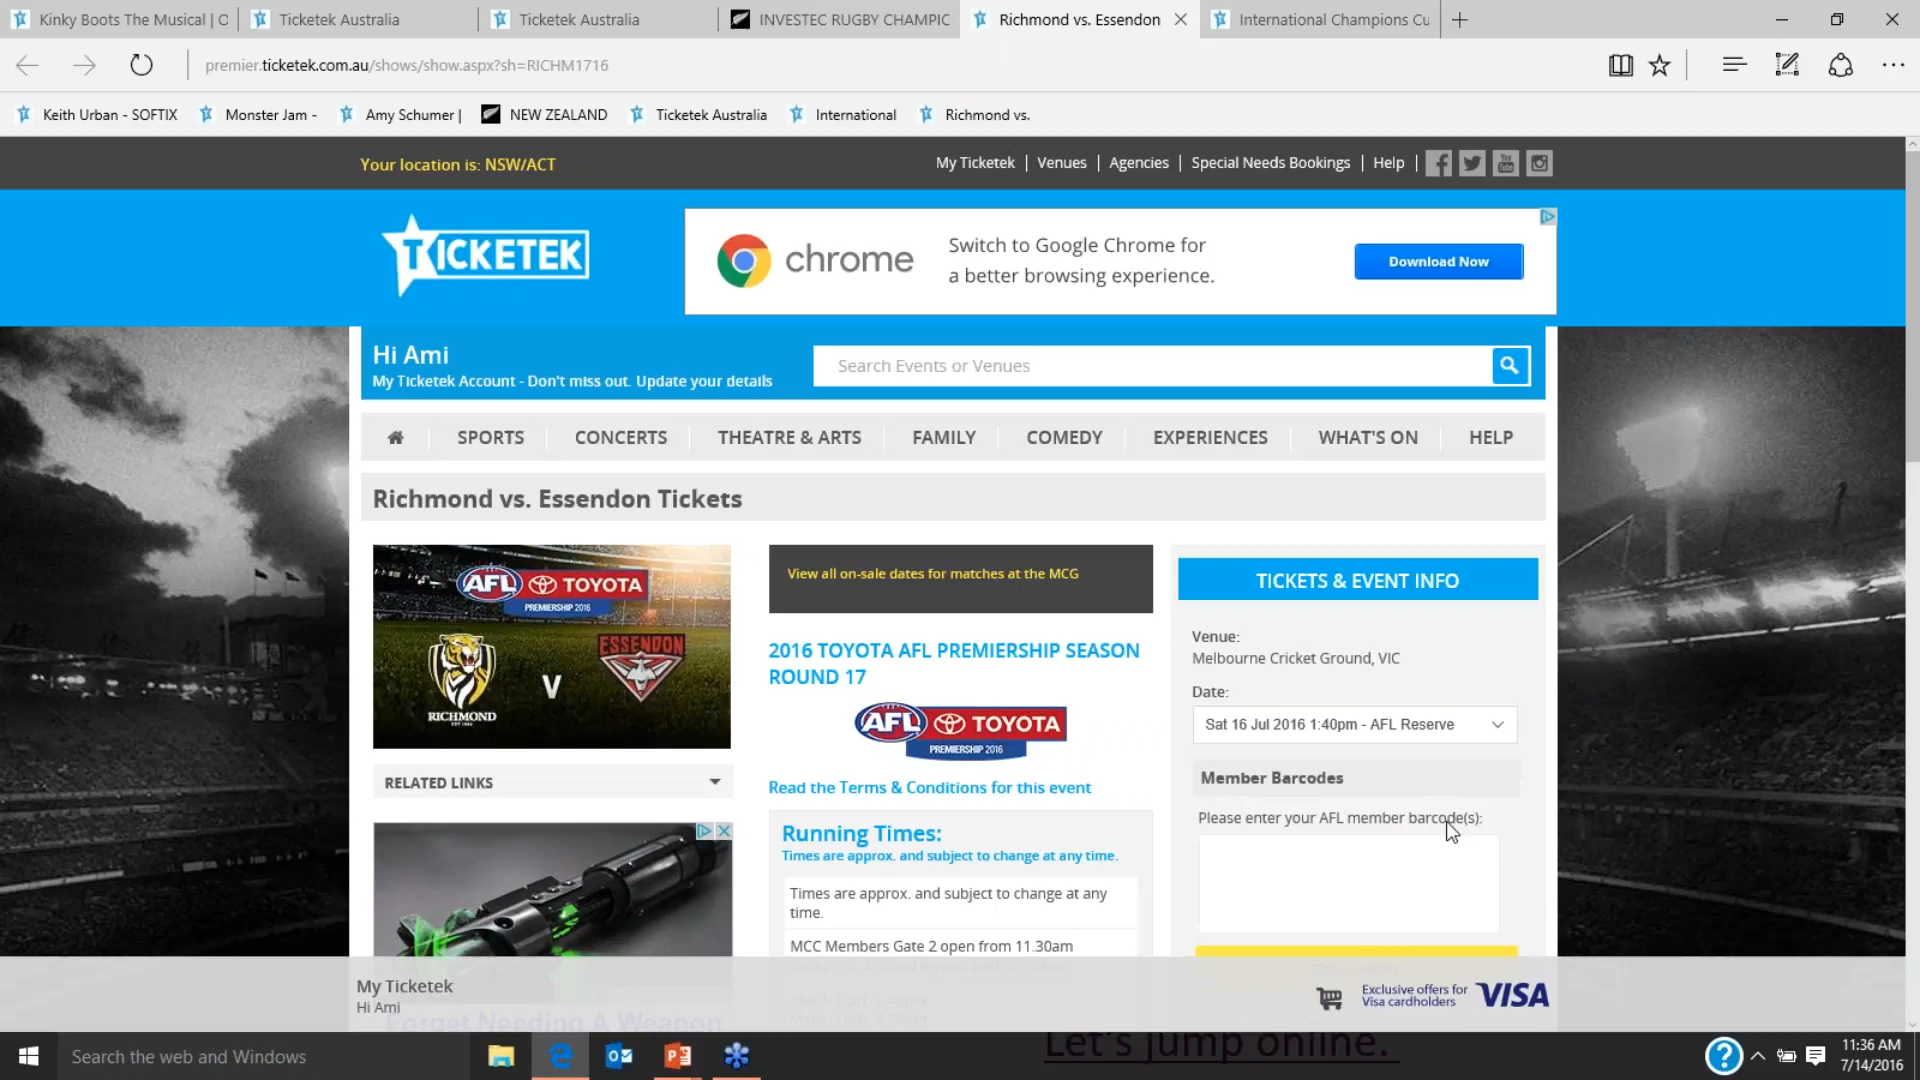 Kinky Boots The Musical | O
Ticketek Australia
Ticketek Australia
INVESTEC RUGBY CHAMPIC
Richmond vs. Essendon
International Champions Cu
premier.ticketek.com.au/shows/show.aspx?sh=RICHM1716
Keith Urban - SOFTIX
Monster Jam -
Amy Schumer |
NEW ZEALAND
Ticketek Australia
International
Richmond vs.
Your location is: NSW/ACT
My Ticketek | Venues | Agencies | Special Needs Bookings | Help |
TICKETEK
chrome
Switch to Google Chrome for
a better browsing experience.
Download Now
Hi Ami
My Ticketek Account - Don't miss out. Update your details
Search Events or Venues
SPORTS
CONCERTS
THEATRE & ARTS
FAMILY
COMEDY
EXPERIENCES
WHAT'S ON
HELP
Richmond vs. Essendon Tickets
AFL TOYOTA
PREMIERSHIP 2016
RICHMOND
V
ESSENDON
RELATED LINKS
View all on-sale dates for matches at the MCG
2016 TOYOTA AFL PREMIERSHIP SEASON
ROUND 17
AFL TOYOTA
PREMIERSHIP 2016
Read the Terms & Conditions for this event
Running Times:
Times are approx. and subject to change at any time.
Times are approx. and subject to change at any
time.
MCC Members Gate 2 open from 11.30am
TICKETS & EVENT INFO
Venue:
Melbourne Cricket Ground, VIC
Date:
Sat 16 Jul 2016 1:40pm - AFL Reserve
Member Barcodes
Please enter your AFL member barcode(s):
My Ticketek
Hi Ami
Forget Needing A Weapon
Exclusive offers for
Visa cardholders
VISA
Let's jump online.
Search the web and Windows
11:36 AM
7/14/2016